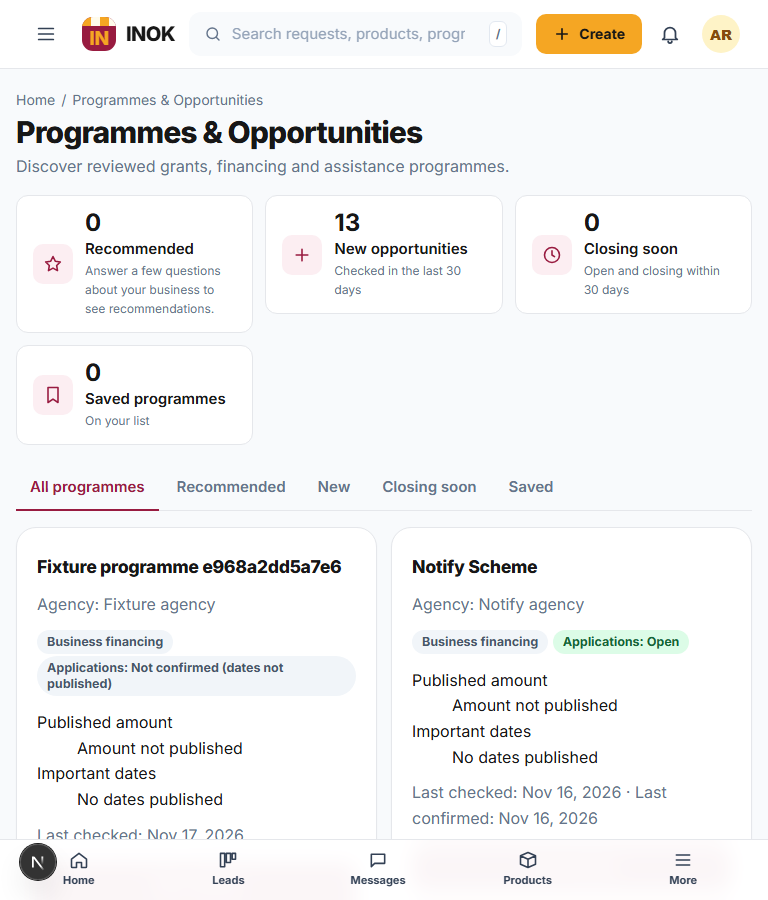 IN INOK
Search requests, products, progr
/
Create
AR
Home / Programmes & Opportunities
Programmes & Opportunities
Discover reviewed grants, financing and assistance programmes.
0
Recommended
Answer a few questions
about your business to
see recommendations.
13
New opportunities
Checked in the last 30
days
0
Closing soon
Open and closing within
30 days
0
Saved programmes
On your list
All programmes
Recommended
New
Closing soon
Saved
Fixture programme e968a2dd5a7e6
Agency: Fixture agency
Business financing
Applications: Not confirmed (dates not
published)
Published amount
Amount not published
Important dates
No dates published
Last checked: Nov 17, 2026
Notify Scheme
Agency: Notify agency
Business financing
Applications: Open
Published amount
Amount not published
Important dates
No dates published
Last checked: Nov 16, 2026 · Last
confirmed: Nov 16, 2026
N
Home
Leads
Messages
Products
More